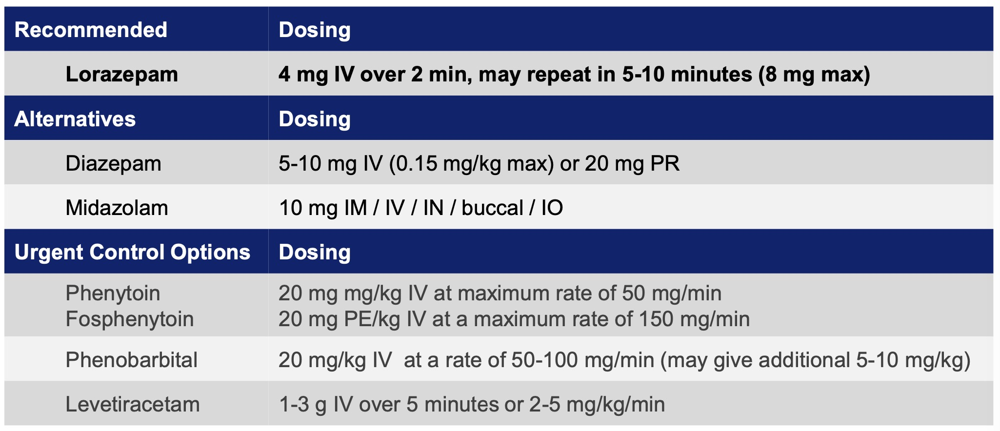 Recommended Dosing
Lorazepam 4 mg IV over 2 min, may repeat in 5-10 minutes (8 mg max)
Alternatives Dosing
Diazepam 5-10 mg IV (0.15 mg/kg max) or 20 mg PR
Midazolam 10 mg IM / IV / IN / buccal / IO
Urgent Control Options Dosing
Phenytoin 20 mg mg/kg IV at maximum rate of 50 mg/min
Fosphenytoin 20 mg PE/kg IV at a maximum rate of 150 mg/min
Phenobarbital 20 mg/kg IV  at a rate of 50-100 mg/min (may give additional 5-10 mg/kg)
Levetiracetam 1-3 g IV over 5 minutes or 2-5 mg/kg/min